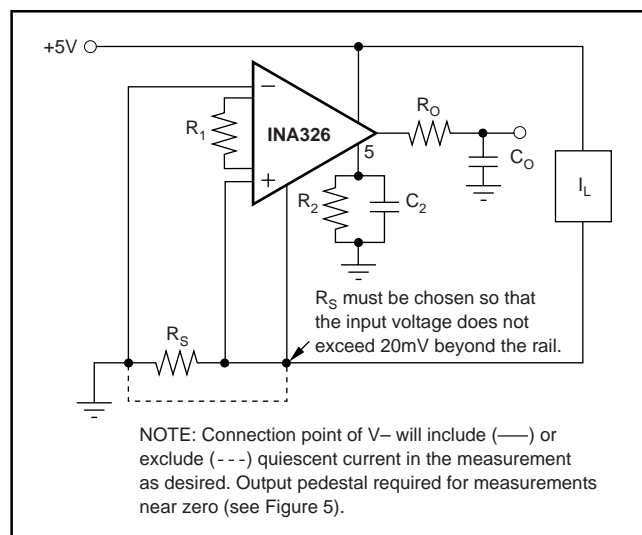 +5V
−
R1
INA326
+
5
RO
CO
R2
C2
IL
RS must be chosen so that
the input voltage does not
exceed 20mV beyond the rail.
RS
NOTE: Connection point of V– will include (——) or
exclude (- - -) quiescent current in the measurement
as desired. Output pedestal required for measurements
near zero (see Figure 5).